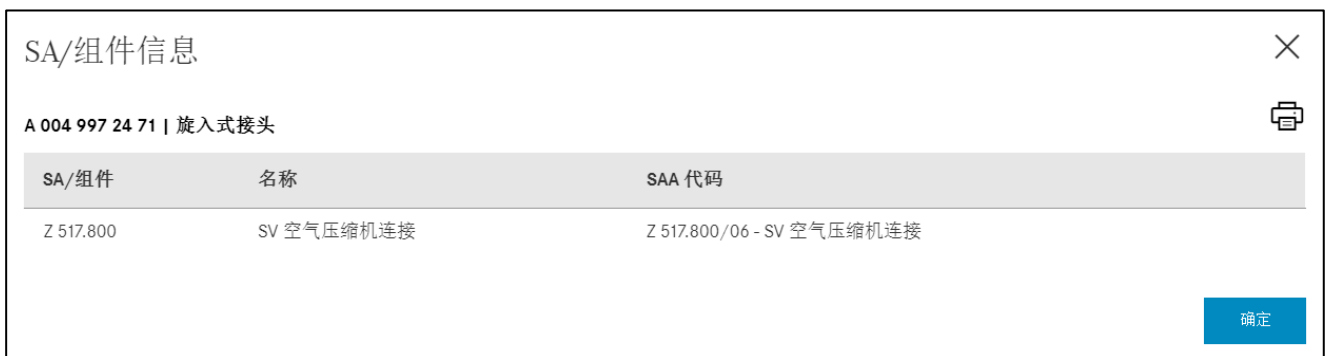 SA/组件信息
A 004 997 24 71 | 旋入式接头
SA/组件 名称 SAA 代码
Z 517.800 SV 空气压缩机连接 Z 517.800/06 - SV 空气压缩机连接
确定